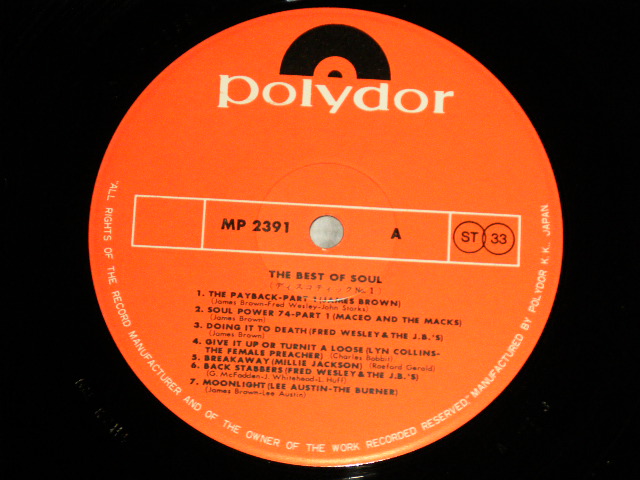 polydor
MP 2391
A
ST 33
THE BEST OF SOUL
(ディスコティックNo.1)
1. THE PAYBACK-PART 1 (JAMES BROWN)
(James Brown-Fred Wesley-John Starks)
2. SOUL POWER 74-PART 1 (MACEO AND THE MACKS)
(James Brown)
3. DOING IT TO DEATH (FRED WESLEY & THE J.B.'S)
(James Brown)
4. GIVE IT UP OR TURNIT A LOOSE (LYN COLLINS-
THE FEMALE PREACHER) (Charles Bobbit)
5. BREAKAWAY (MILLIE JACKSON) (Raeford Gerald)
6. BACK STABBERS (FRED WESLEY & THE J.B.'S)
(G. McFadden-J. Whitehead-L. Huff)
7. MOONLIGHT (LEE AUSTIN-THE BURNER)
(James Brown-Lee Austin)
"ALL RIGHTS OF THE RECORD MANUFACTURER AND OF THE OWNER OF THE WORK RECORDED RESERVED." MANUFACTURED BY POLYDOR K.K. JAPAN